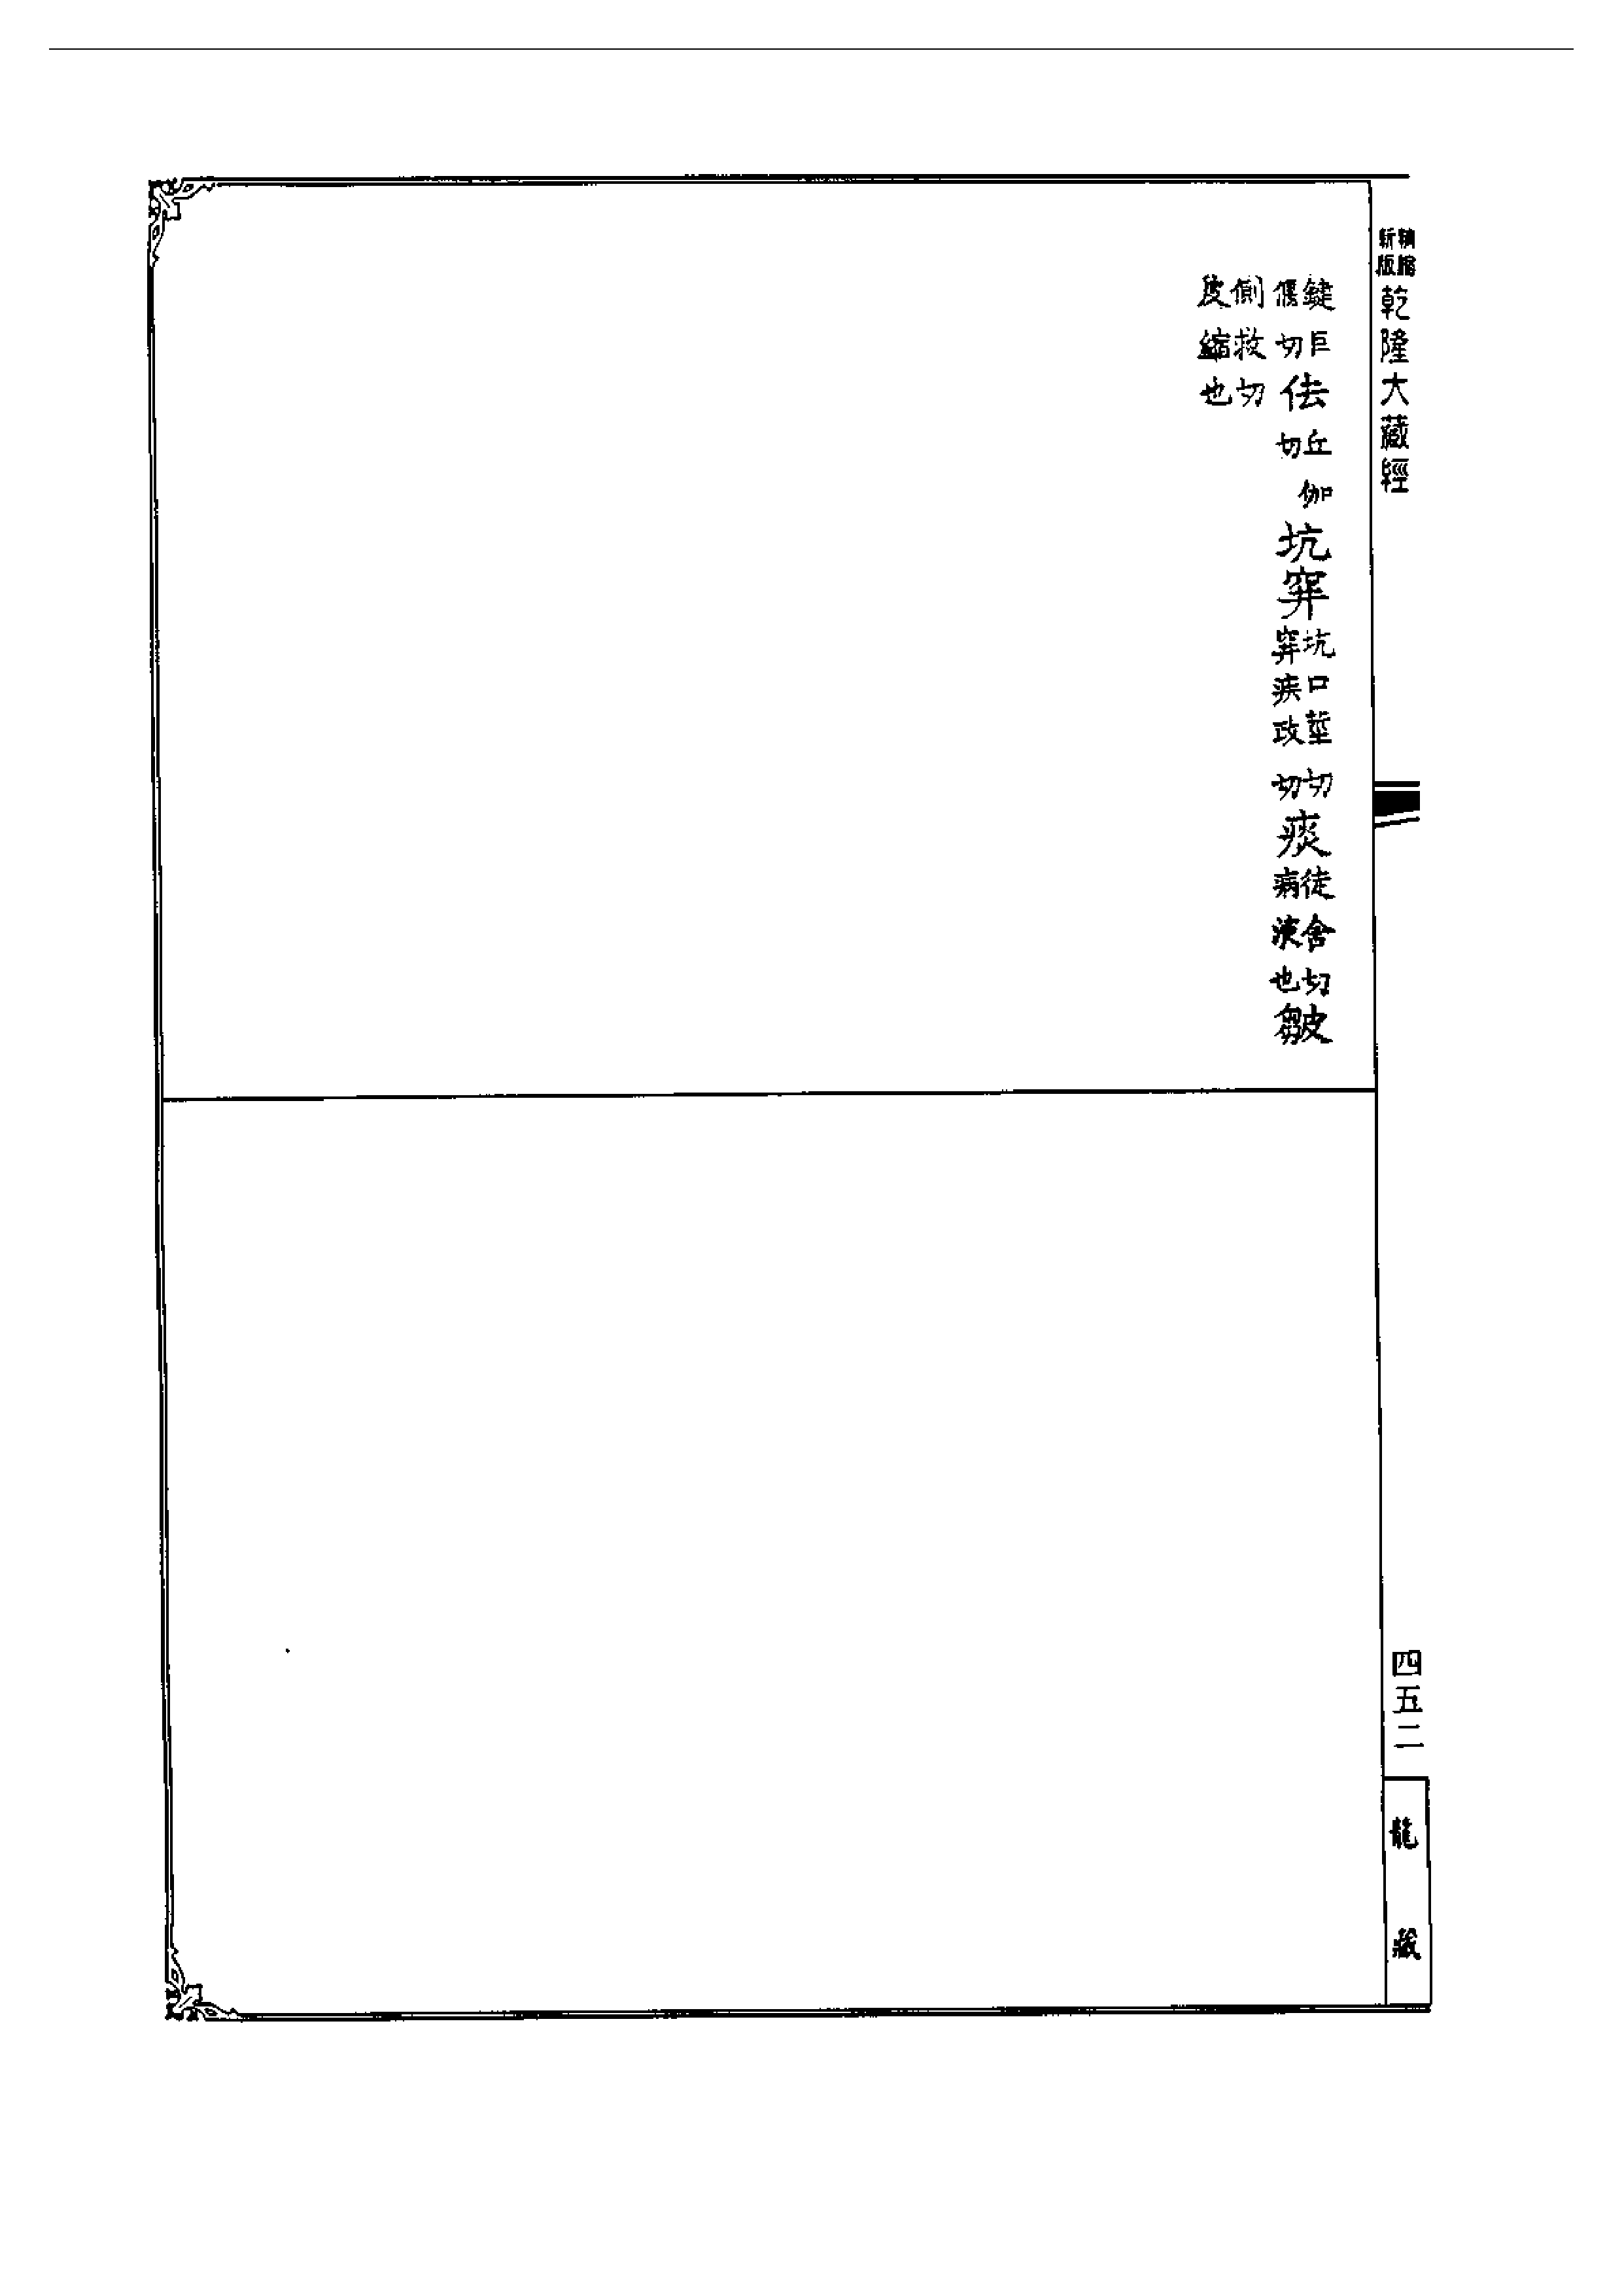 精縮新版 乾隆大藏經
鍵巨偃切 佉丘伽切 坑穽坑口莖切穽疾政切 痰徒含切病液也 皺
側救切皮縮也
四五二
龍藏